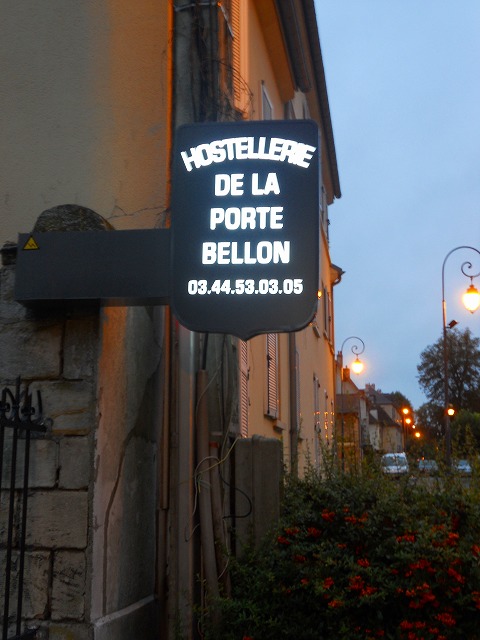 HOSTELLERIE
DE LA
PORTE
BELLON
03.44.53.03.05